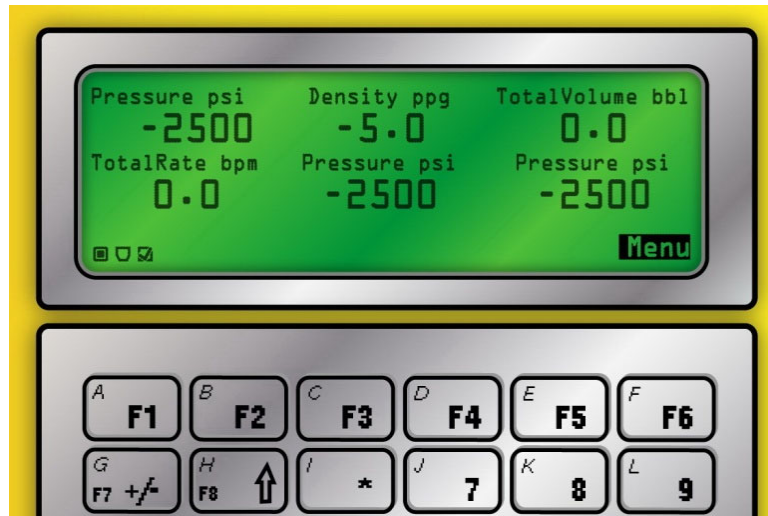 Pressure psi Density ppg TotalVolume bbl
-2500 -5.0 0.0
TotalRate bpm Pressure psi Pressure psi
0.0 -2500 -2500
Menu
A F1 B F2 C F3 D F4 E F5 F F6
G F7 +/- H F8 I * J 7 K 8 L 9